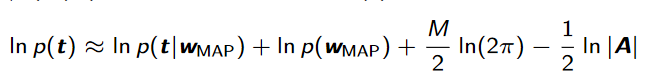 ln p(t) ≈ ln p(t|w_MAP) + ln p(w_MAP) + M/2 ln(2π) − 1/2 ln |A|